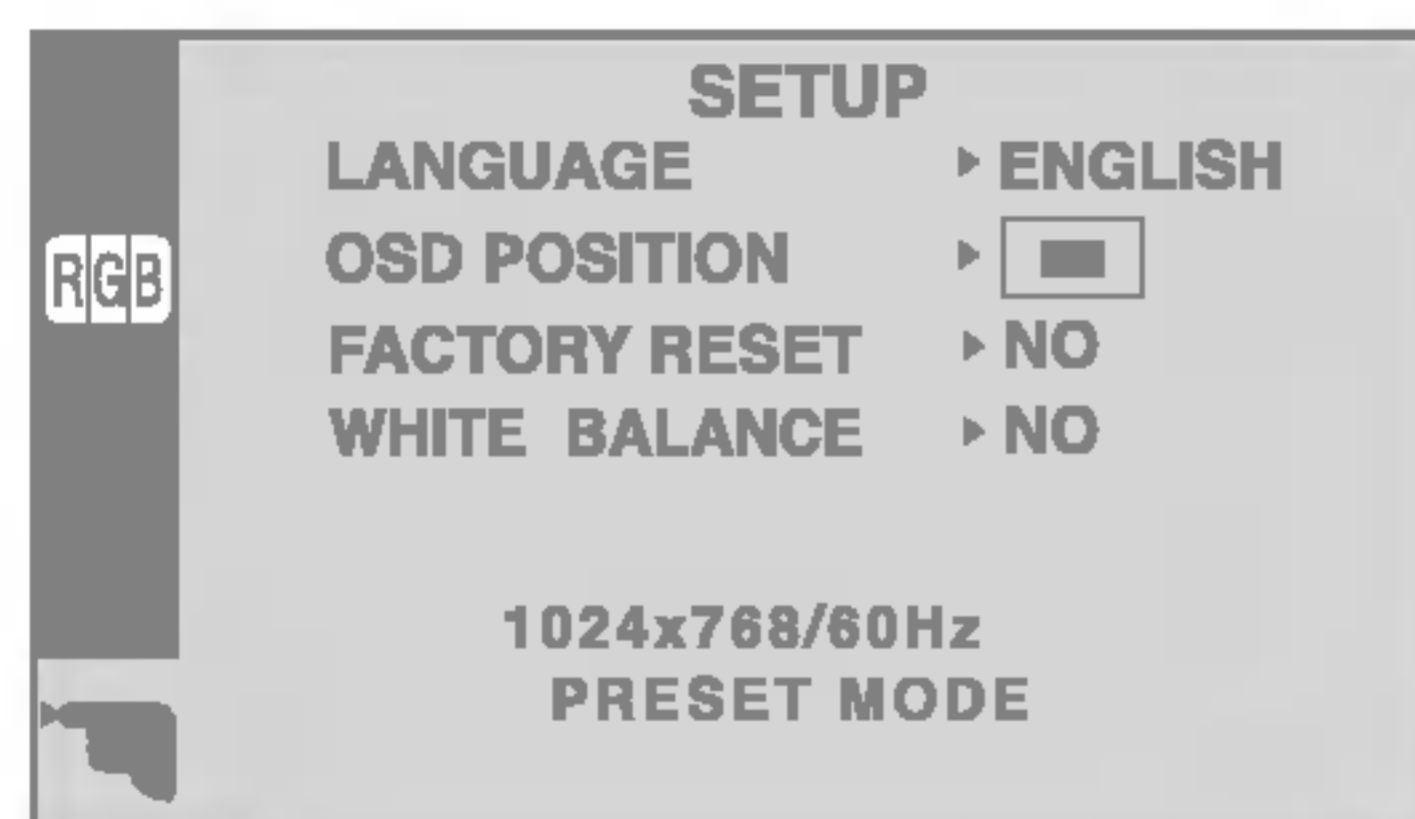 SETUP
LANGUAGE ENGLISH
OSD POSITION
RGB
FACTORY RESET NO
WHITE BALANCE NO
1024x768/60Hz
PRESET MODE